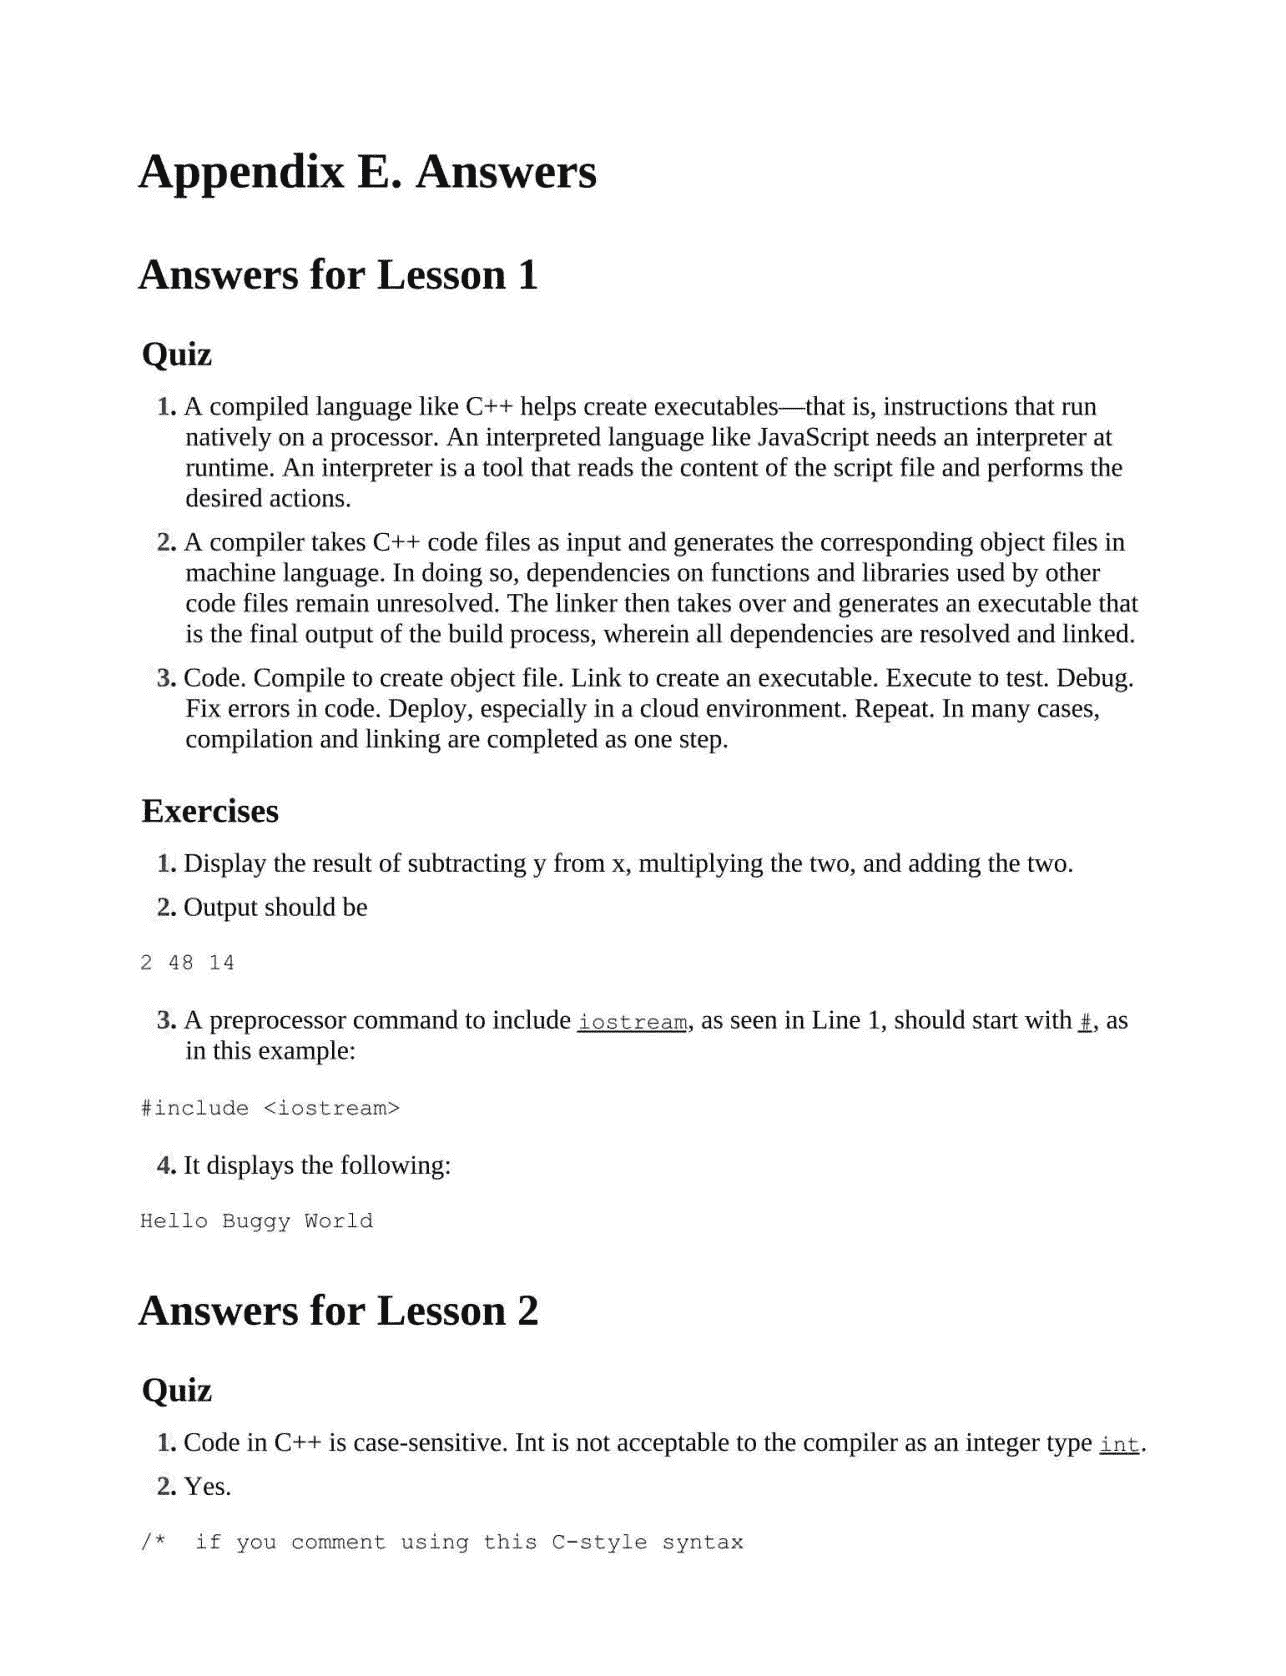 Appendix E. Answers
Answers for Lesson 1
Quiz
1. A compiled language like C++ helps create executables—that is, instructions that run
natively on a processor. An interpreted language like JavaScript needs an interpreter at
runtime. An interpreter is a tool that reads the content of the script file and performs the
desired actions.
2. A compiler takes C++ code files as input and generates the corresponding object files in
machine language. In doing so, dependencies on functions and libraries used by other
code files remain unresolved. The linker then takes over and generates an executable that
is the final output of the build process, wherein all dependencies are resolved and linked.
3. Code. Compile to create object file. Link to create an executable. Execute to test. Debug.
Fix errors in code. Deploy, especially in a cloud environment. Repeat. In many cases,
compilation and linking are completed as one step.
Exercises
1. Display the result of subtracting y from x, multiplying the two, and adding the two.
2. Output should be
2 48 14
3. A preprocessor command to include iostream, as seen in Line 1, should start with #, as
in this example:
#include <iostream>
4. It displays the following:
Hello Buggy World
Answers for Lesson 2
Quiz
1. Code in C++ is case-sensitive. Int is not acceptable to the compiler as an integer type int.
2. Yes.
/*  if you comment using this C-style syntax